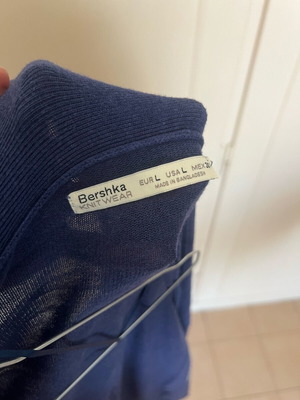 Bershka
KNITWEAR
EUR L USA L MEX
MADE IN BANGLADESH